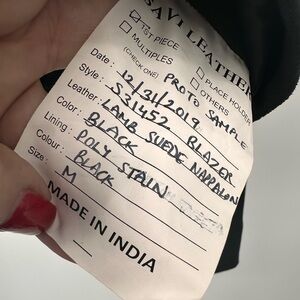 SAVI LEATHER
1ST PIECE
PLACE HOLDER
MULTIPLES
OTHERS
(CHECK ONE) PROTO SAMPLE
Date: 12/31/2019
Style: S31452 BLAZER
Leather: LAMB SUEDE NAPPALON
Color: BLACK
Lining: POLY STAIN
Colour: BLACK
Size: M
MADE IN INDIA